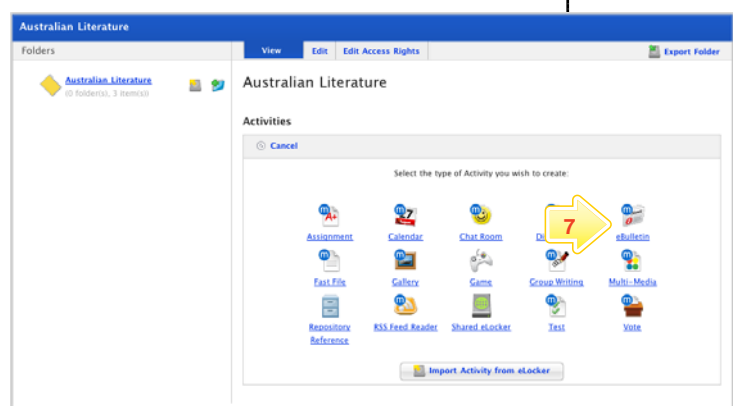 Australian Literature
Folders
View Edit Edit Access Rights Export Folder
Australian Literature
(0 folder(s), 3 item(s))
Australian Literature
Activities
Cancel
Select the type of Activity you wish to create:
7
Assignment Calendar Chat Room eBulletin
Fast File Gallery Game Group Writing Multi-Media
Repository Reference RSS Feed Reader Shared eLocker Test Vote
Import Activity from eLocker